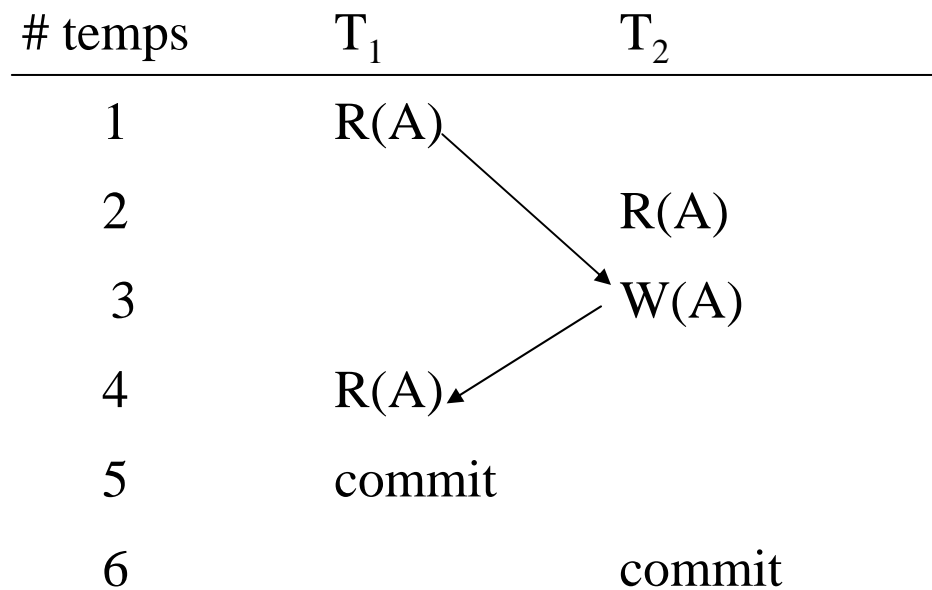 # temps T₁ T₂
1 R(A)
2 R(A)
3 W(A)
4 R(A)
5 commit
6 commit